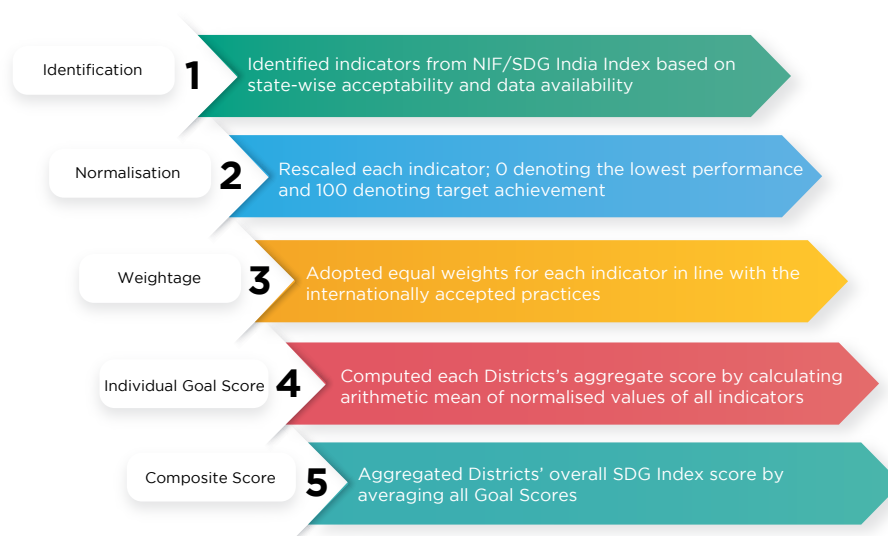 Identification
1
Identified indicators from NIF/SDG India Index based on
state-wise acceptability and data availability
Normalisation
2
Rescaled each indicator; 0 denoting the lowest performance
and 100 denoting target achievement
Weightage
3
Adopted equal weights for each indicator in line with the
internationally accepted practices
Individual Goal Score
4
Computed each Districts's aggregate score by calculating
arithmetic mean of normalised values of all indicators
Composite Score
5
Aggregated Districts' overall SDG Index score by
averaging all Goal Scores